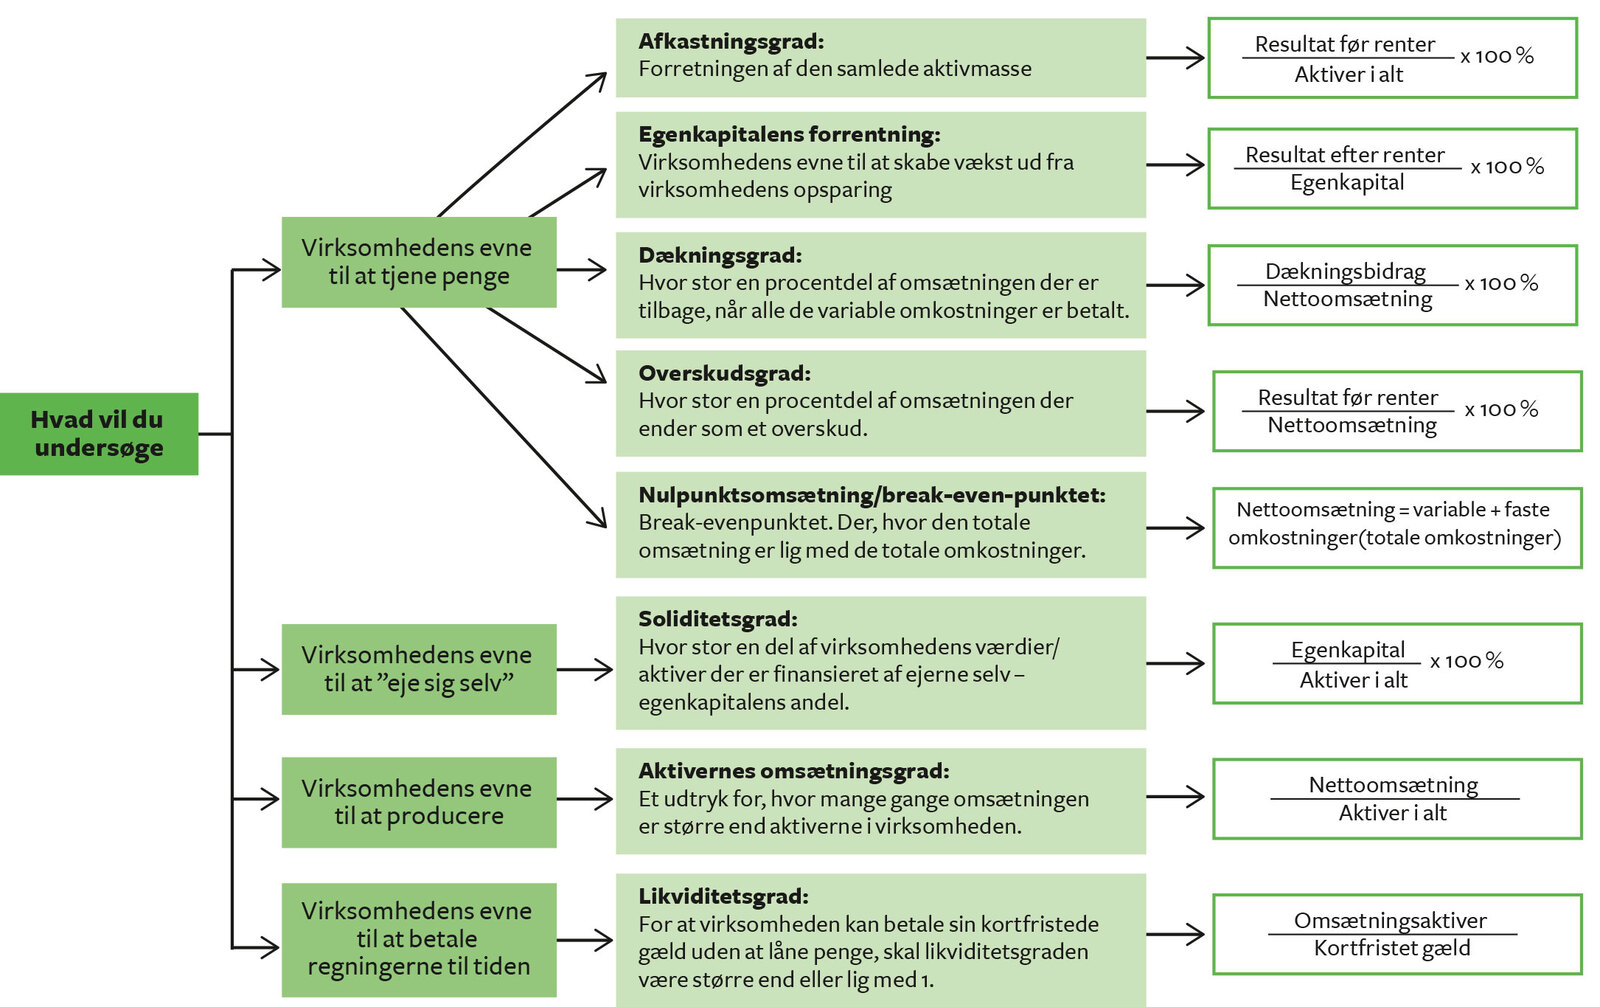 Hvad vil du
undersøge
Virksomhedens evne
til at tjene penge
Afkastningsgrad:
Forretningen af den samlede aktivmasse
Resultat før renter
Aktiver i alt
x 100 %
Egenkapitalens forrentning:
Virksomhedens evne til at skabe vækst ud fra
virksomhedens opsparing
Resultat efter renter
Egenkapital
x 100 %
Dækningsgrad:
Hvor stor en procentdel af omsætningen der er
tilbage, når alle de variable omkostninger er betalt.
Dækningsbidrag
Nettoomsætning
x 100 %
Overskudsgrad:
Hvor stor en procentdel af omsætningen der
ender som et overskud.
Resultat før renter
Nettoomsætning
x 100 %
Nulpunktsomsætning/break-even-punktet:
Break-evenpunktet. Der, hvor den totale
omsætning er lig med de totale omkostninger.
Nettoomsætning = variable + faste
omkostninger(totale omkostninger)
Virksomhedens evne
til at ”eje sig selv”
Soliditetsgrad:
Hvor stor en del af virksomhedens værdier/
aktiver der er finansieret af ejerne selv –
egenkapitalens andel.
Egenkapital
Aktiver i alt
x 100 %
Virksomhedens evne
til at producere
Aktivernes omsætningsgrad:
Et udtryk for, hvor mange gange omsætningen
er større end aktiverne i virksomheden.
Nettoomsætning
Aktiver i alt
Virksomhedens evne
til at betale
regningerne til tiden
Likviditetsgrad:
For at virksomheden kan betale sin kortfristede
gæld uden at låne penge, skal likviditetsgraden
være større end eller lig med 1.
Omsætningsaktiver
Kortfristet gæld